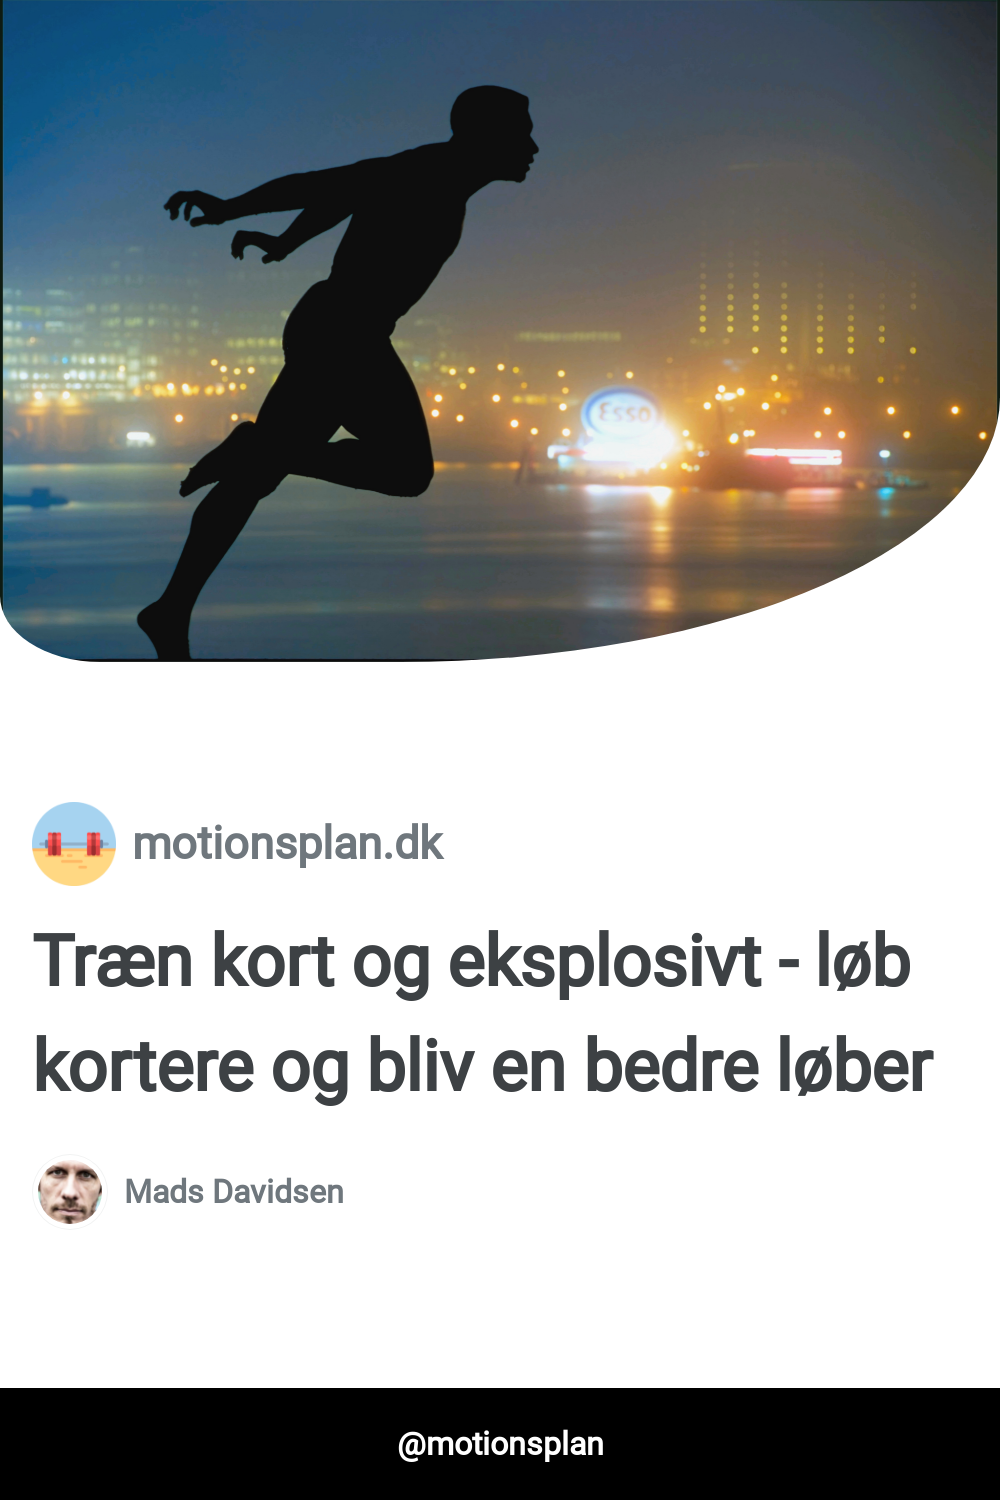 Esso
motionsplan.dk
Træn kort og eksplosivt - løb
kortere og bliv en bedre løber
Mads Davidsen
@motionsplan